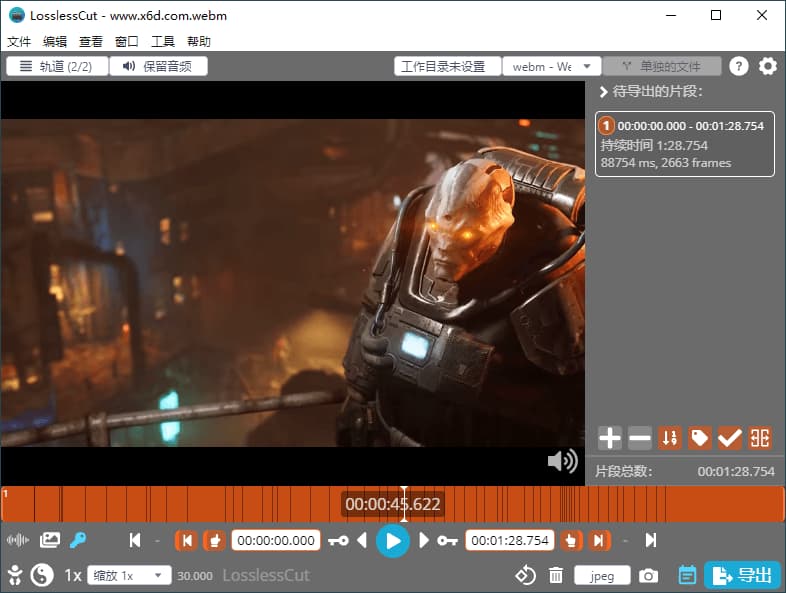 LosslessCut - www.x6d.com.webm
文件 编辑 查看 窗口 工具 帮助
轨道 (2/2) 保留音频 工作目录未设置 webm - We 单独的文件 ?
待导出的片段:
1 00:00:00.000 - 00:01:28.754
持续时间 1:28.754
88754 ms, 2663 frames
片段总数: 00:01:28.754
1
00:00:45.622
- 00:00:00.000 00:01:28.754 -
1x 缩放 1x 30.000 LosslessCut jpeg 导出